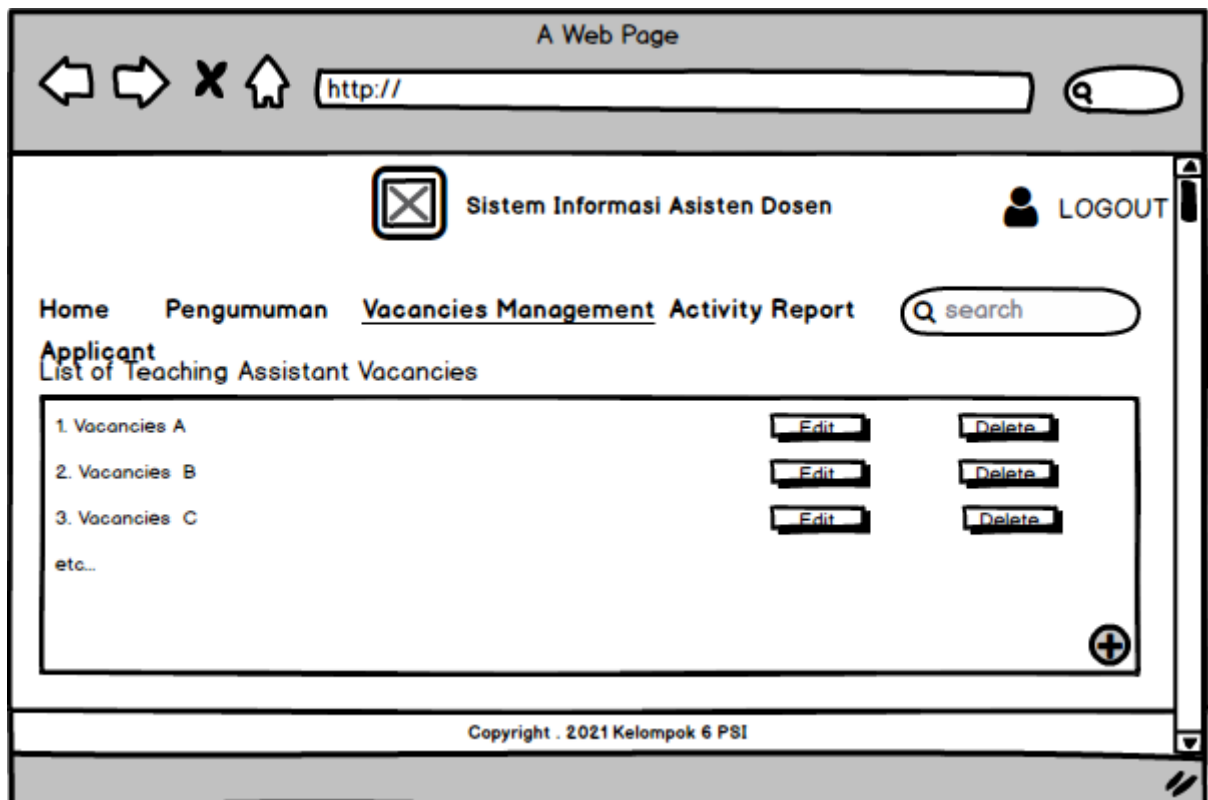 A Web Page
http://
Sistem Informasi Asisten Dosen
LOGOUT
Home Pengumuman Vacancies Management Activity Report search
Applicant
List of Teaching Assistant Vacancies
1. Vacancies A Edit Delete
2. Vacancies B Edit Delete
3. Vacancies C Edit Delete
etc...
Copyright . 2021 Kelompok 6 PSI